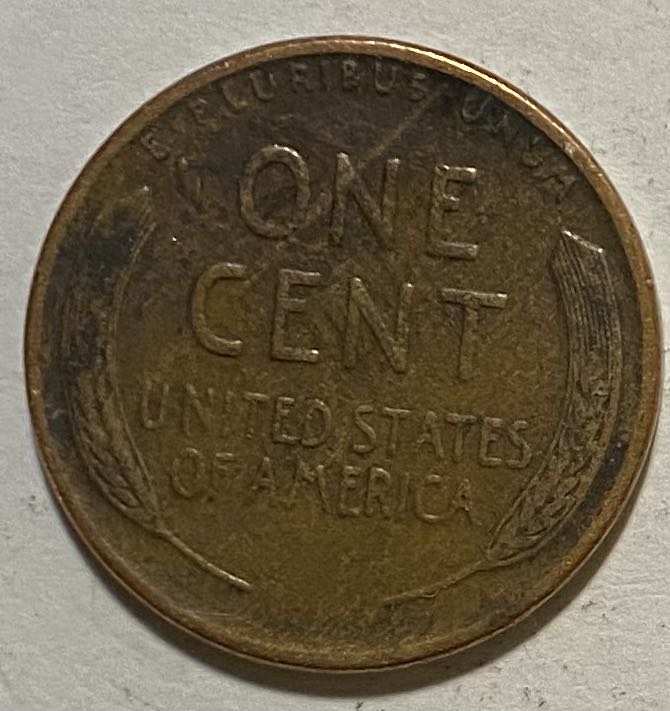 E PLURIBUS UNUM
ONE
CENT
UNITED STATES
OF AMERICA